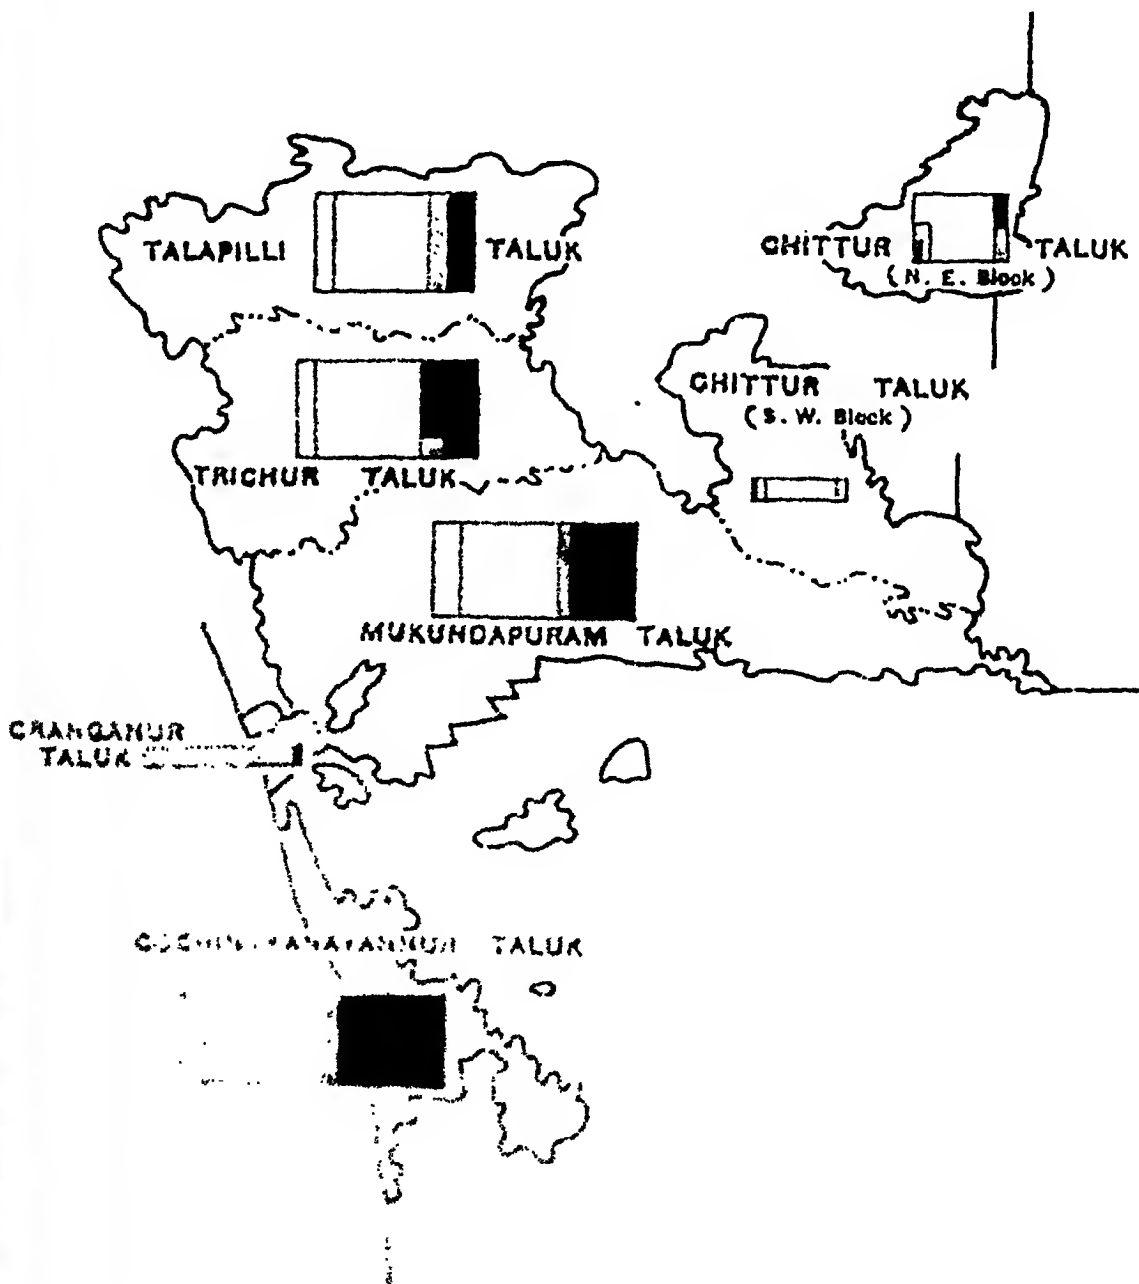 TALAPILLI TALUK
CHITTUR TALUK
(N. E. Block)
CHITTUR TALUK
(S. W. Block)
TRICHUR TALUK
MUKUNDAPURAM TALUK
CRANGANUR
TALUK
TALUK